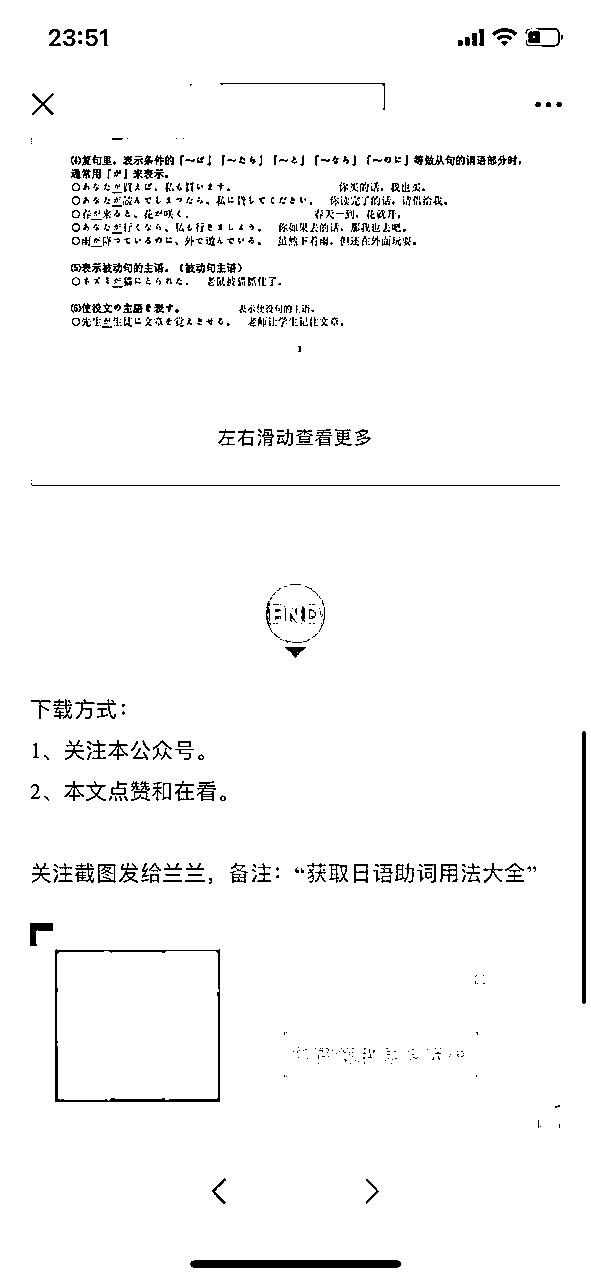 23:51
(4)复句里。表示条件的「～ば」「～たら」「～と」「～なら」「～のに」等做从句的词语部分时，
通常用「が」来表示。
○あなたが買えば、私も買います。 你买的话，我也买。
○あなたが読んでしまったら、私に貸してください。 你读完了的话，请借给我。
○春が来ると、花が咲く。 春天一到，花就开。
○あなたが行くなら、私も行きましょう。 你如果去的话，那我也去吧。
○雨が降っているのに、外で遊んでいる。 虽然下着雨，但还在外面玩耍。
(5)表示被动句的主语。（被动句主语）
○ネズミが猫にとられた。 老鼠被猫抓住了。
(6)使役文の主語を表す。 表示使役句的主语。
○先生が生徒に文章を覚えさせる。 老师让学生记住文章。
1
左右滑动查看更多
END
下载方式：
1、关注本公众号。
2、本文点赞和在看。
关注截图发给兰兰，备注：“获取日语助词用法大全”